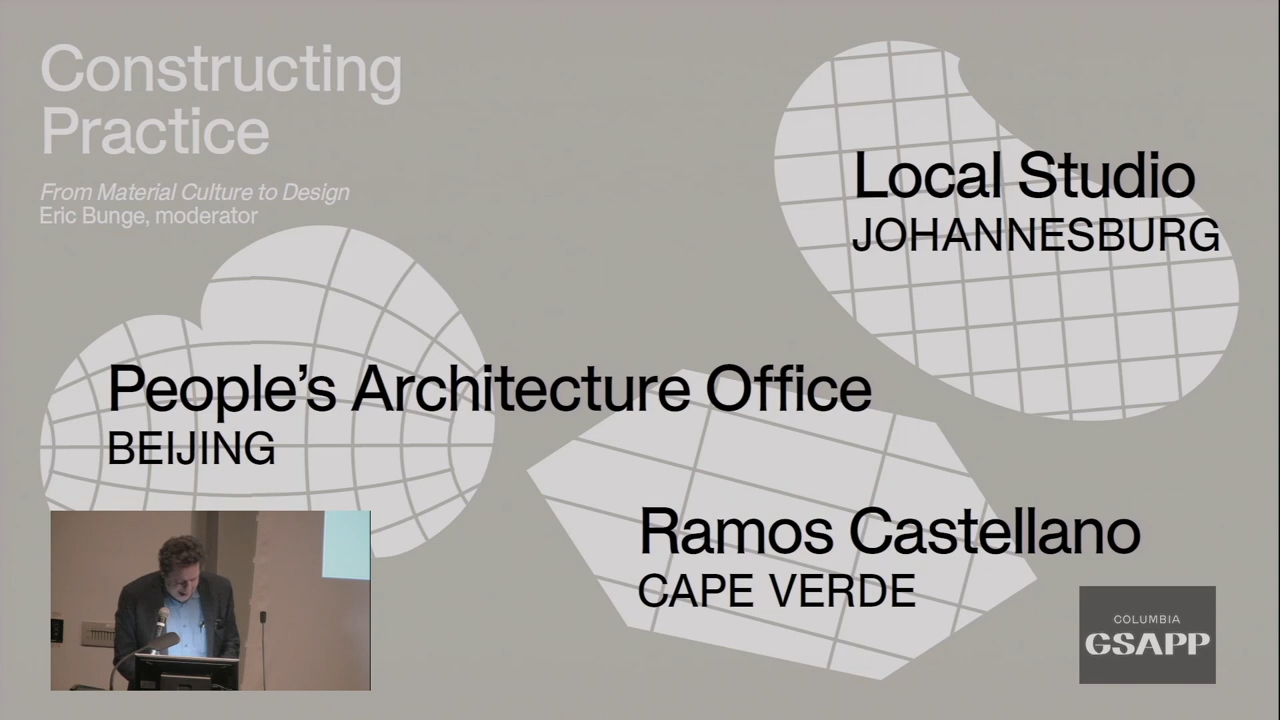 Constructing
Practice
From Material Culture to Design
Eric Bunge, moderator
Local Studio
JOHANNESBURG
People’s Architecture Office
BEIJING
Ramos Castellano
CAPE VERDE
COLUMBIA
GSAPP